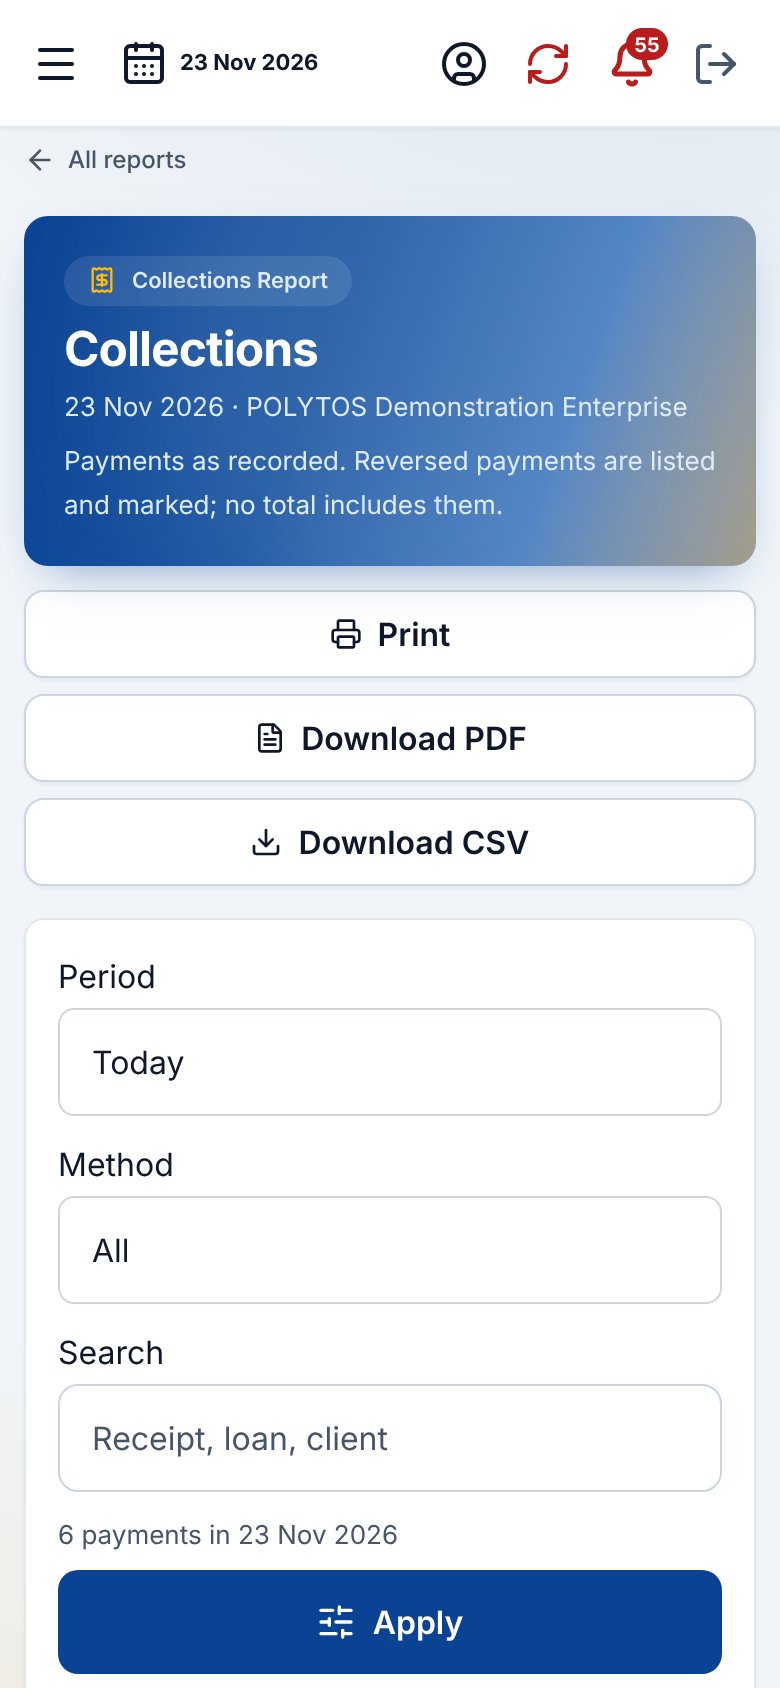 23 Nov 2026
55
All reports
Collections Report
Collections
23 Nov 2026 · POLYTOS Demonstration Enterprise
Payments as recorded. Reversed payments are listed
and marked; no total includes them.
Print
Download PDF
Download CSV
Period
Today
Method
All
Search
Receipt, loan, client
6 payments in 23 Nov 2026
Apply